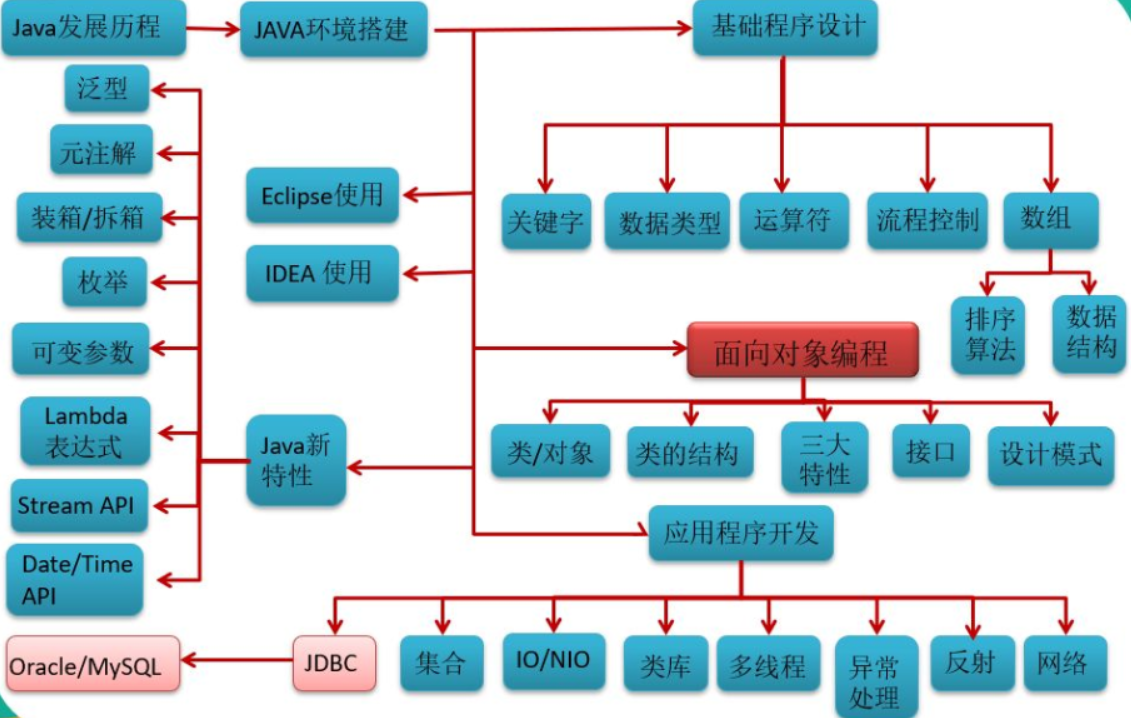 Java发展历程
JAVA环境搭建
基础程序设计
泛型
元注解
装箱/拆箱
枚举
可变参数
Lambda
表达式
Stream API
Date/Time
API
Eclipse使用
IDEA 使用
Java新
特性
关键字
数据类型
运算符
流程控制
数组
排序
算法
数据
结构
面向对象编程
类/对象
类的结构
三大
特性
接口
设计模式
应用程序开发
Oracle/MySQL
JDBC
集合
IO/NIO
类库
多线程
异常
处理
反射
网络